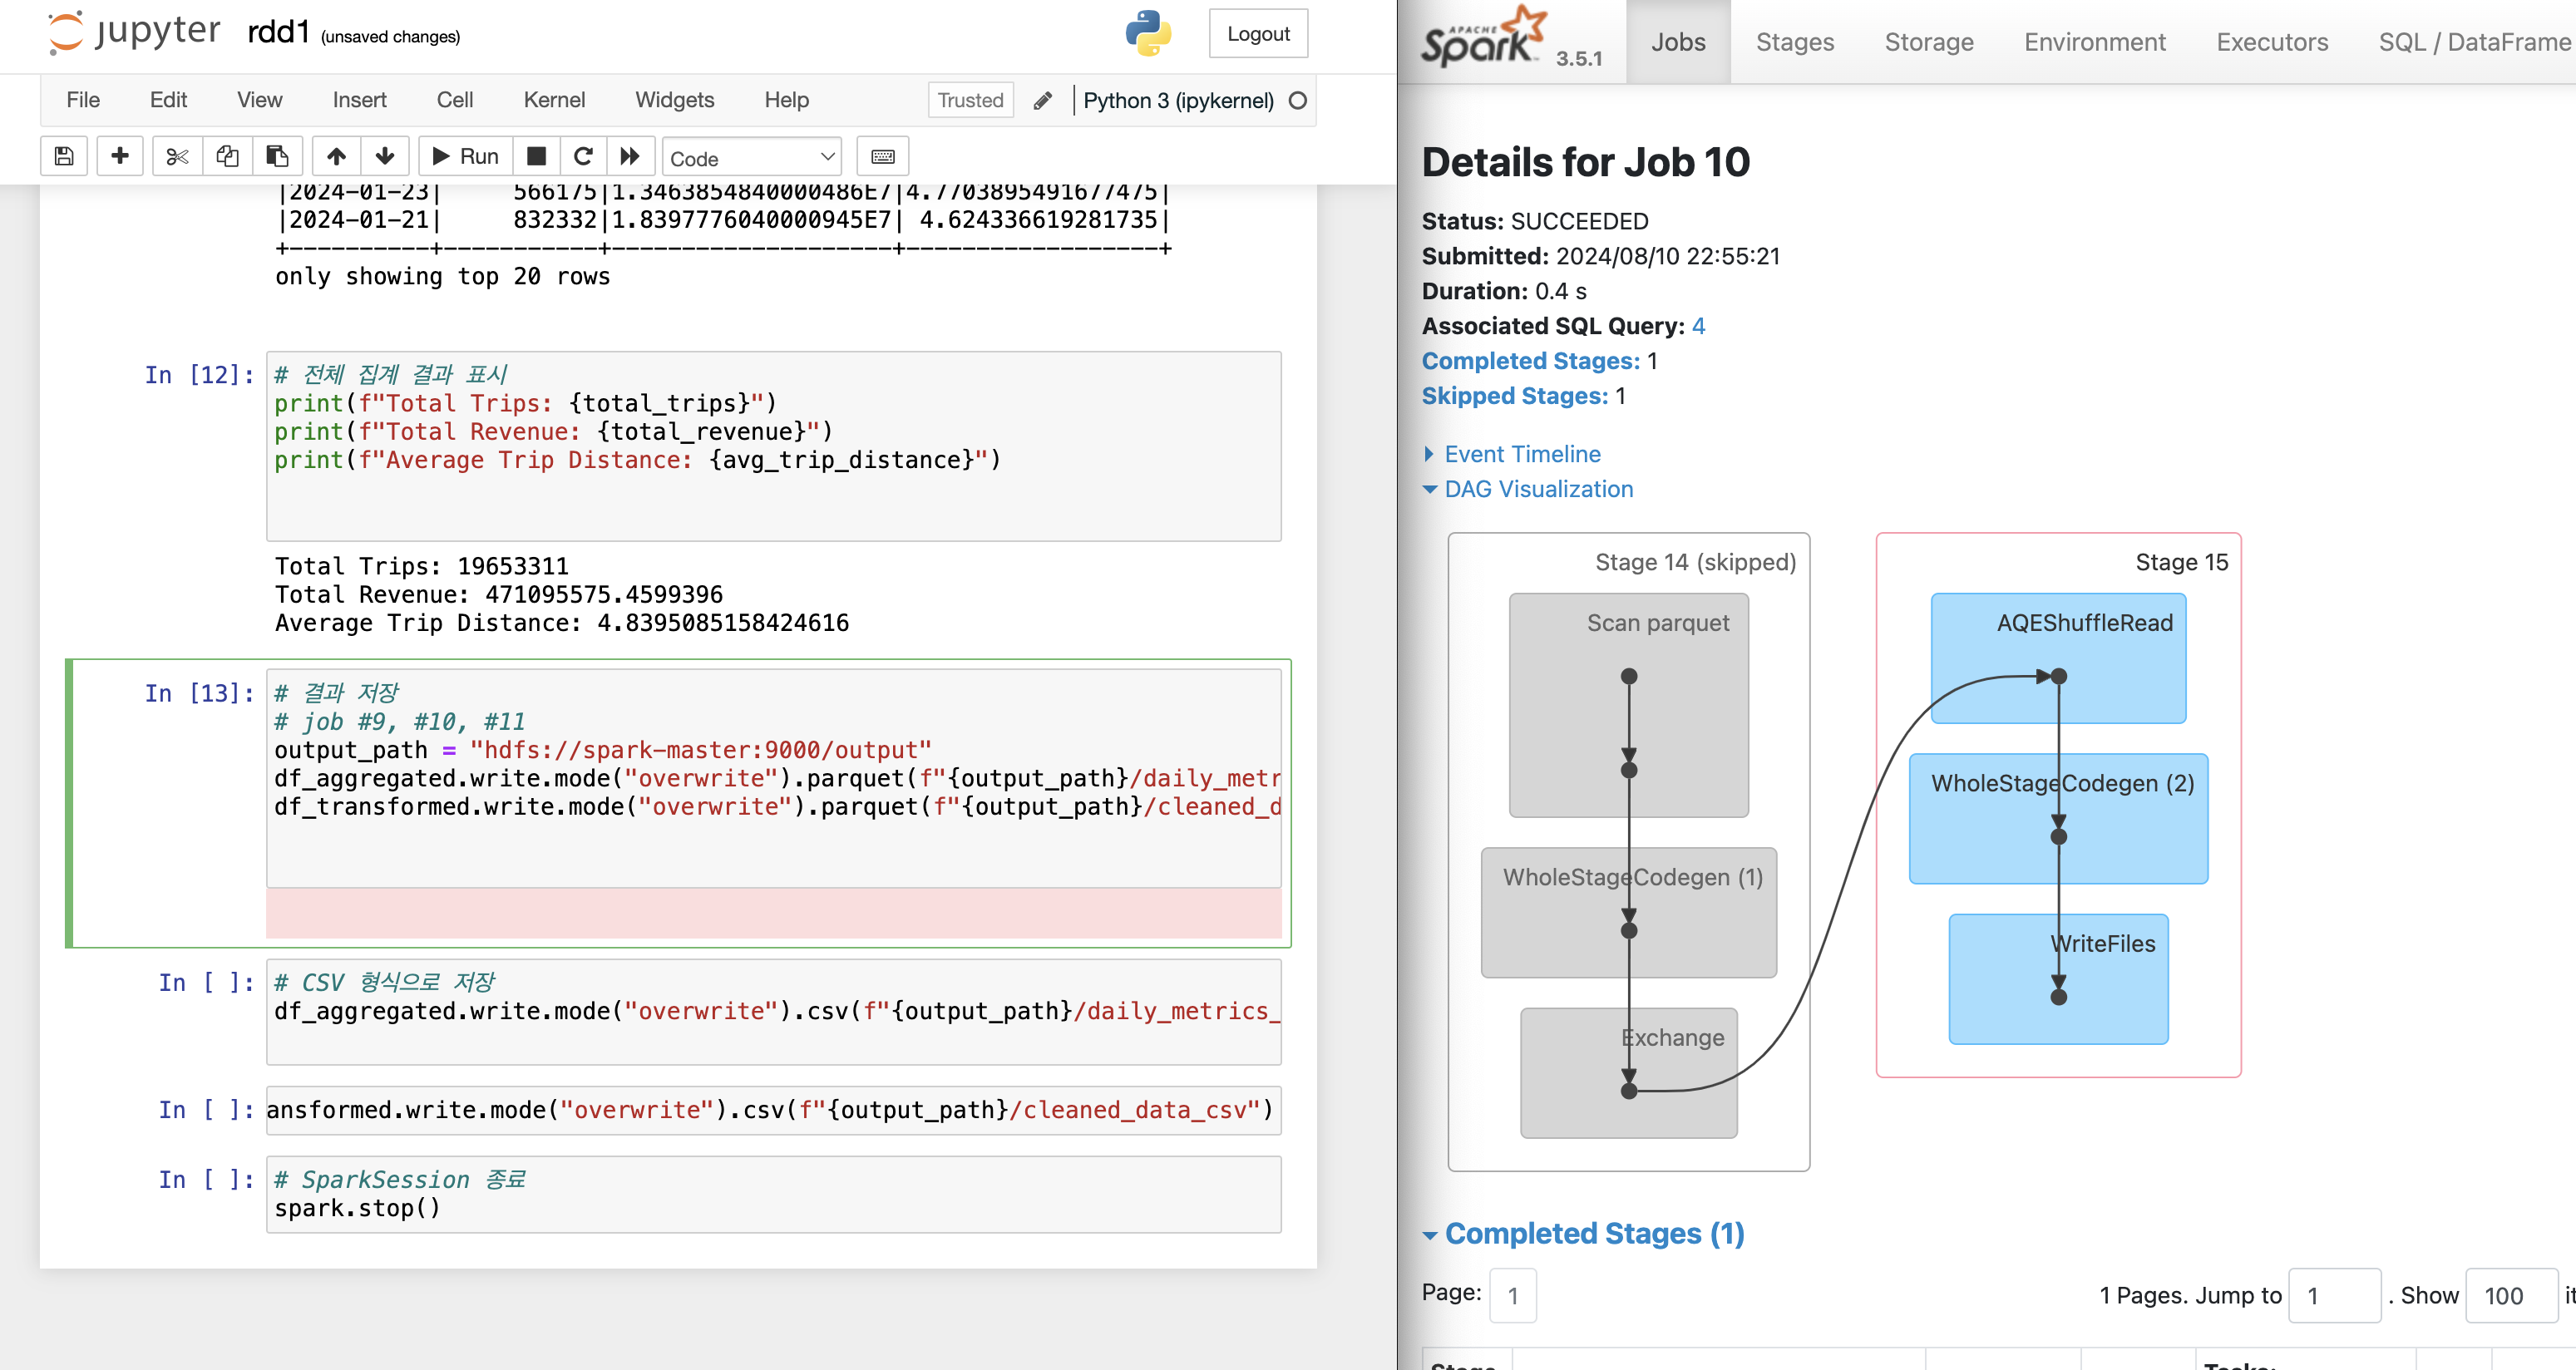 jupyter rdd1 (unsaved changes) Logout
File Edit View Insert Cell Kernel Widgets Help Trusted Python 3 (ipykernel)
Run Code
|2024-01-23|     566175|1.3463854840000486E7|4.7703895491677475|
|2024-01-21|     832332|1.8397776040000945E7| 4.624336619281735|
+----------+-----------+--------------------+------------------+
only showing top 20 rows
In [12]:
# 전체 집계 결과 표시
print(f"Total Trips: {total_trips}")
print(f"Total Revenue: {total_revenue}")
print(f"Average Trip Distance: {avg_trip_distance}")
Total Trips: 19653311
Total Revenue: 471095575.4599396
Average Trip Distance: 4.8395085158424616
In [13]:
# 결과 저장
# job #9, #10, #11
output_path = "hdfs://spark-master:9000/output"
df_aggregated.write.mode("overwrite").parquet(f"{output_path}/daily_metr
df_transformed.write.mode("overwrite").parquet(f"{output_path}/cleaned_d
In [ ]:
# CSV 형식으로 저장
df_aggregated.write.mode("overwrite").csv(f"{output_path}/daily_metrics_
In [ ]:
ansformed.write.mode("overwrite").csv(f"{output_path}/cleaned_data_csv")
In [ ]:
# SparkSession 종료
spark.stop()
APACHE Spark 3.5.1 Jobs Stages Storage Environment Executors SQL / DataFrame
Details for Job 10
Status: SUCCEEDED
Submitted: 2024/08/10 22:55:21
Duration: 0.4 s
Associated SQL Query: 4
Completed Stages: 1
Skipped Stages: 1
Event Timeline
DAG Visualization
Stage 14 (skipped)
Scan parquet
WholeStageCodegen (1)
Exchange
Stage 15
AQEShuffleRead
WholeStageCodegen (2)
WriteFiles
Completed Stages (1)
Page: 1
1 Pages. Jump to 1 . Show 100 it
Stage Tasks: